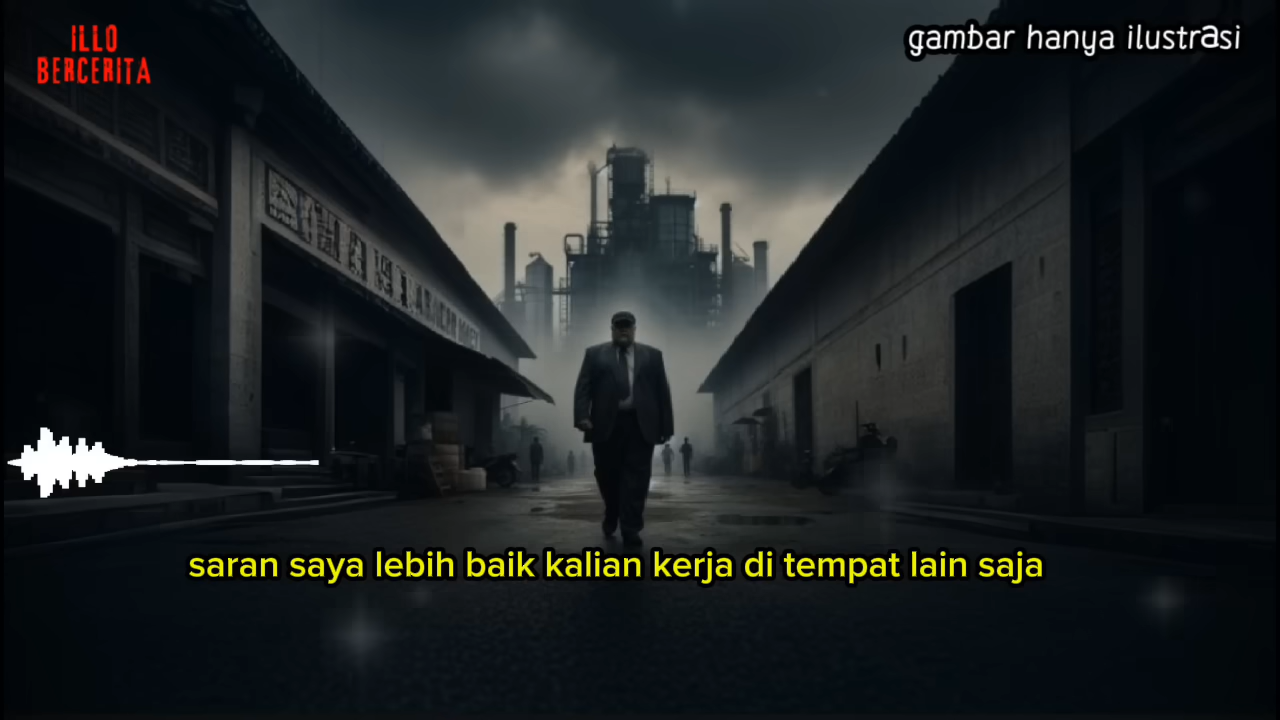 ILLO
BERCERITA
gambar hanya ilustrasi
saran saya lebih baik kalian kerja di tempat lain saja